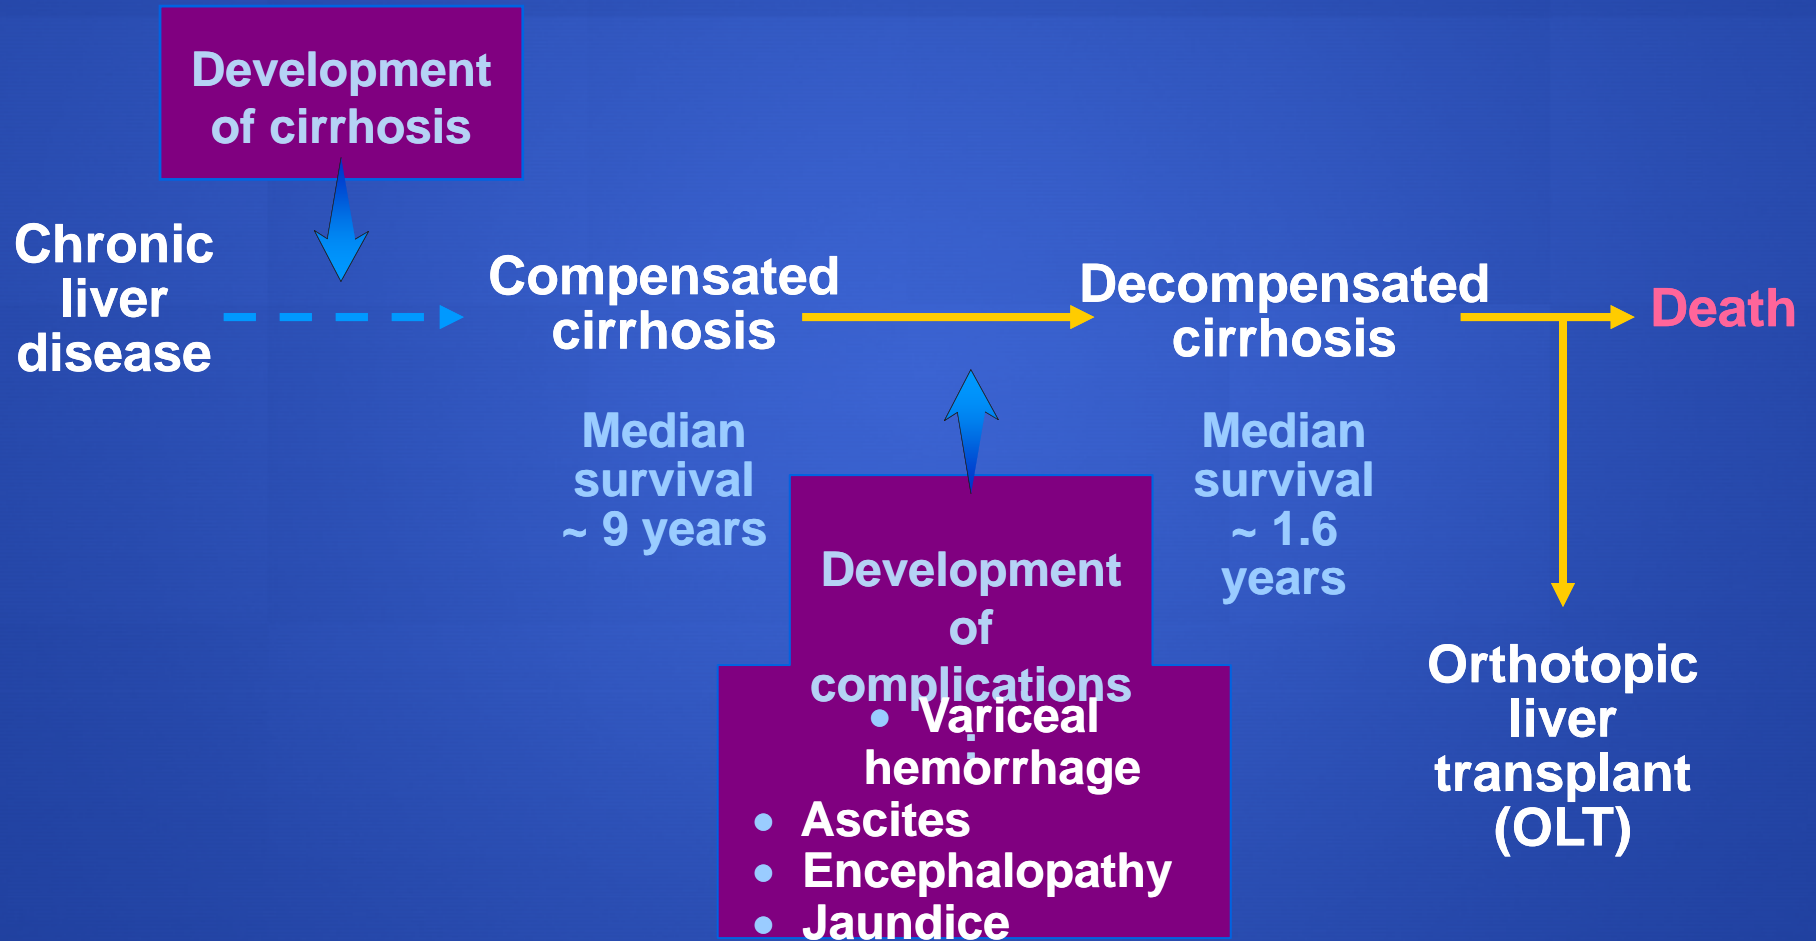 Development
of cirrhosis
Chronic
liver
disease
Compensated
cirrhosis
Decompensated
cirrhosis
Death
Median
survival
~ 9 years
Median
survival
~ 1.6
years
Development
of
complications
:
• Variceal
hemorrhage
• Ascites
• Encephalopathy
• Jaundice
Orthotopic
liver
transplant
(OLT)